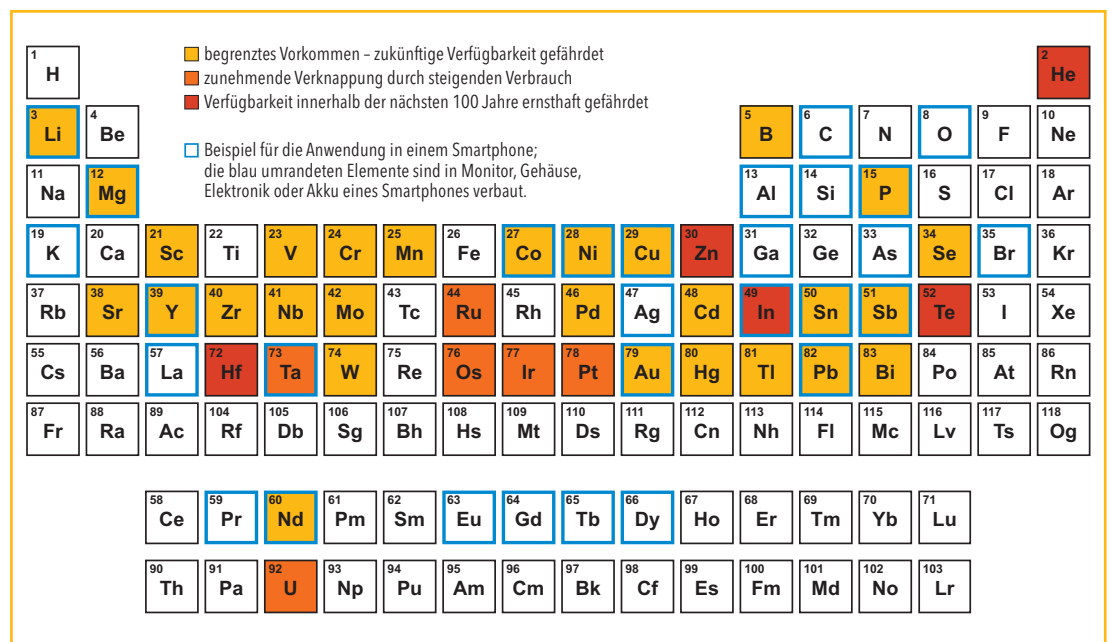 begrenztes Vorkommen – zukünftige Verfügbarkeit gefährdet
zunehmende Verknappung durch steigenden Verbrauch
Verfügbarkeit innerhalb der nächsten 100 Jahre ernsthaft gefährdet
Beispiel für die Anwendung in einem Smartphone;
die blau umrandeten Elemente sind in Monitor, Gehäuse,
Elektronik oder Akku eines Smartphones verbaut.
1 2
H He
3 4 5 6 7 8 9 10
Li Be B C N O F Ne
11 12 13 14 15 16 17 18
Na Mg Al Si P S Cl Ar
19 20 21 22 23 24 25 26 27 28 29 30 31 32 33 34 35 36
K Ca Sc Ti V Cr Mn Fe Co Ni Cu Zn Ga Ge As Se Br Kr
37 38 39 40 41 42 43 44 45 46 47 48 49 50 51 52 53 54
Rb Sr Y Zr Nb Mo Tc Ru Rh Pd Ag Cd In Sn Sb Te I Xe
55 56 57 72 73 74 75 76 77 78 79 80 81 82 83 84 85 86
Cs Ba La Hf Ta W Re Os Ir Pt Au Hg Tl Pb Bi Po At Rn
87 88 89 104 105 106 107 108 109 110 111 112 113 114 115 116 117 118
Fr Ra Ac Rf Db Sg Bh Hs Mt Ds Rg Cn Nh Fl Mc Lv Ts Og
58 59 60 61 62 63 64 65 66 67 68 69 70 71
Ce Pr Nd Pm Sm Eu Gd Tb Dy Ho Er Tm Yb Lu
90 91 92 93 94 95 96 97 98 99 100 101 102 103
Th Pa U Np Pu Am Cm Bk Cf Es Fm Md No Lr